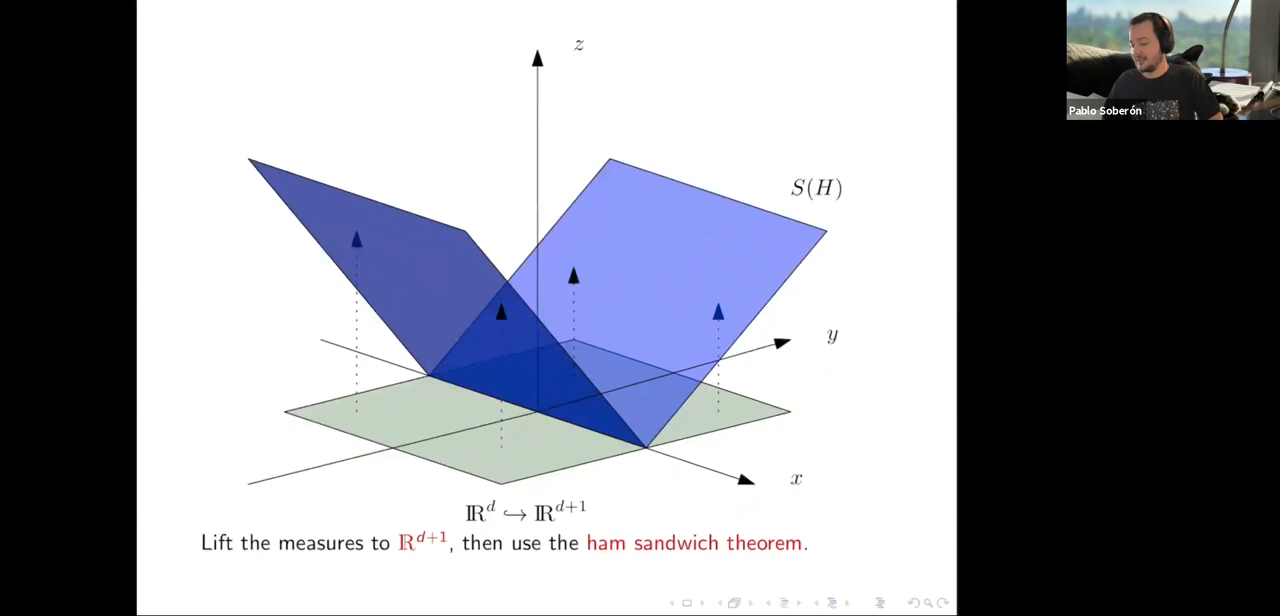 z
Pablo Soberón
S(H)
y
x
ℝ^d ↪ ℝ^{d+1}
Lift the measures to ℝ^{d+1}, then use the ham sandwich theorem.